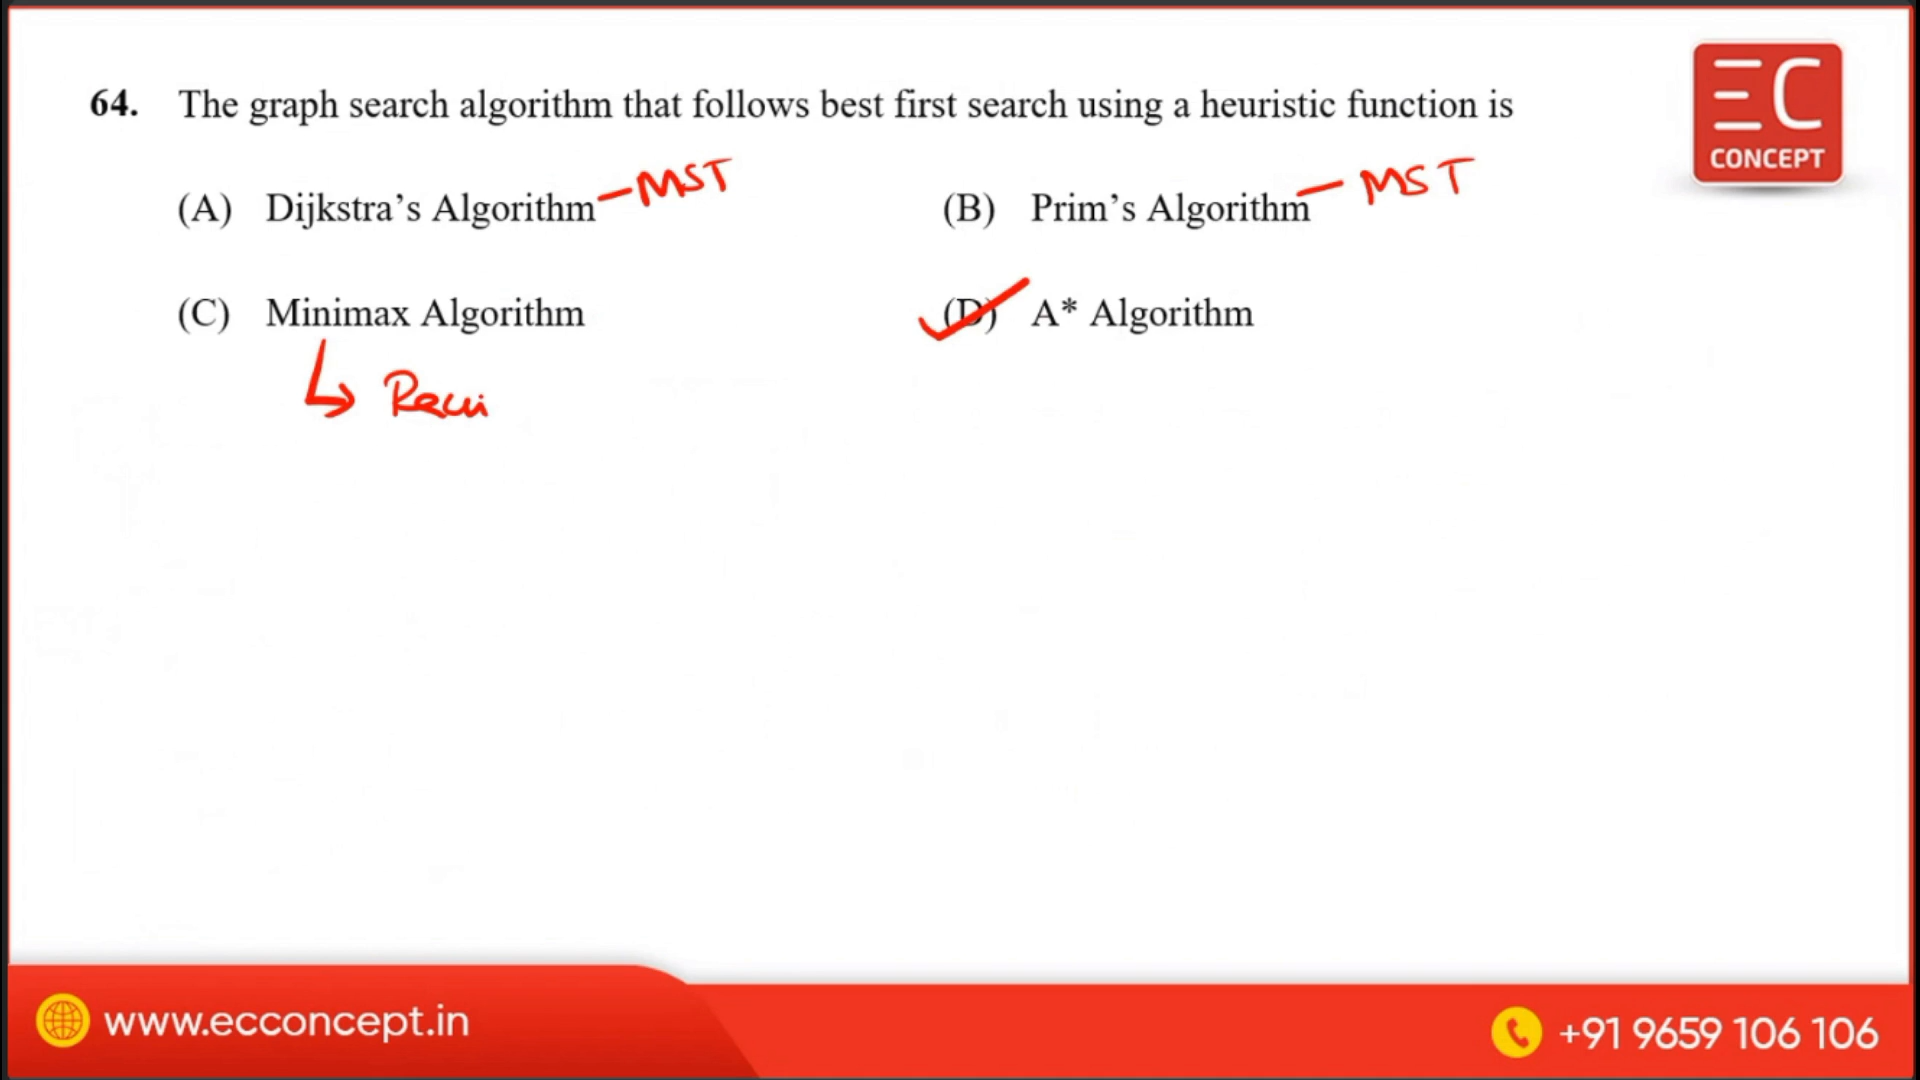 64. The graph search algorithm that follows best first search using a heuristic function is
(A) Dijkstra's Algorithm – MST
(B) Prim's Algorithm – MST
(C) Minimax Algorithm
(D) A* Algorithm
EC
CONCEPT
www.ecconcept.in
+91 9659 106 106